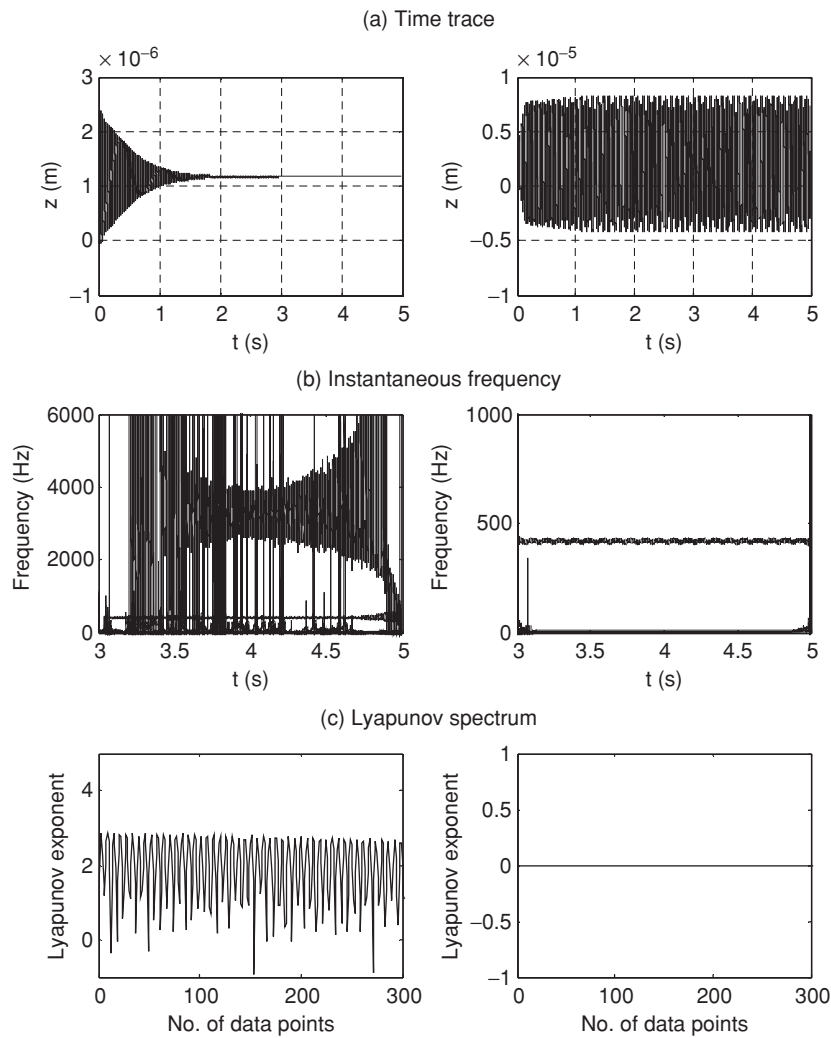 (a) Time trace
× 10−6
3
2
1
0
−1
z (m)
0 1 2 3 4 5
t (s)
× 10−5
1
0.5
0
−0.5
−1
z (m)
0 1 2 3 4 5
t (s)
(b) Instantaneous frequency
6000
4000
2000
0
Frequency (Hz)
3 3.5 4 4.5 5
t (s)
1000
500
0
Frequency (Hz)
3 3.5 4 4.5 5
t (s)
(c) Lyapunov spectrum
4
2
0
Lyapunov exponent
0 100 200 300
No. of data points
1
0.5
0
−0.5
−1
Lyapunov exponent
0 100 200 300
No. of data points